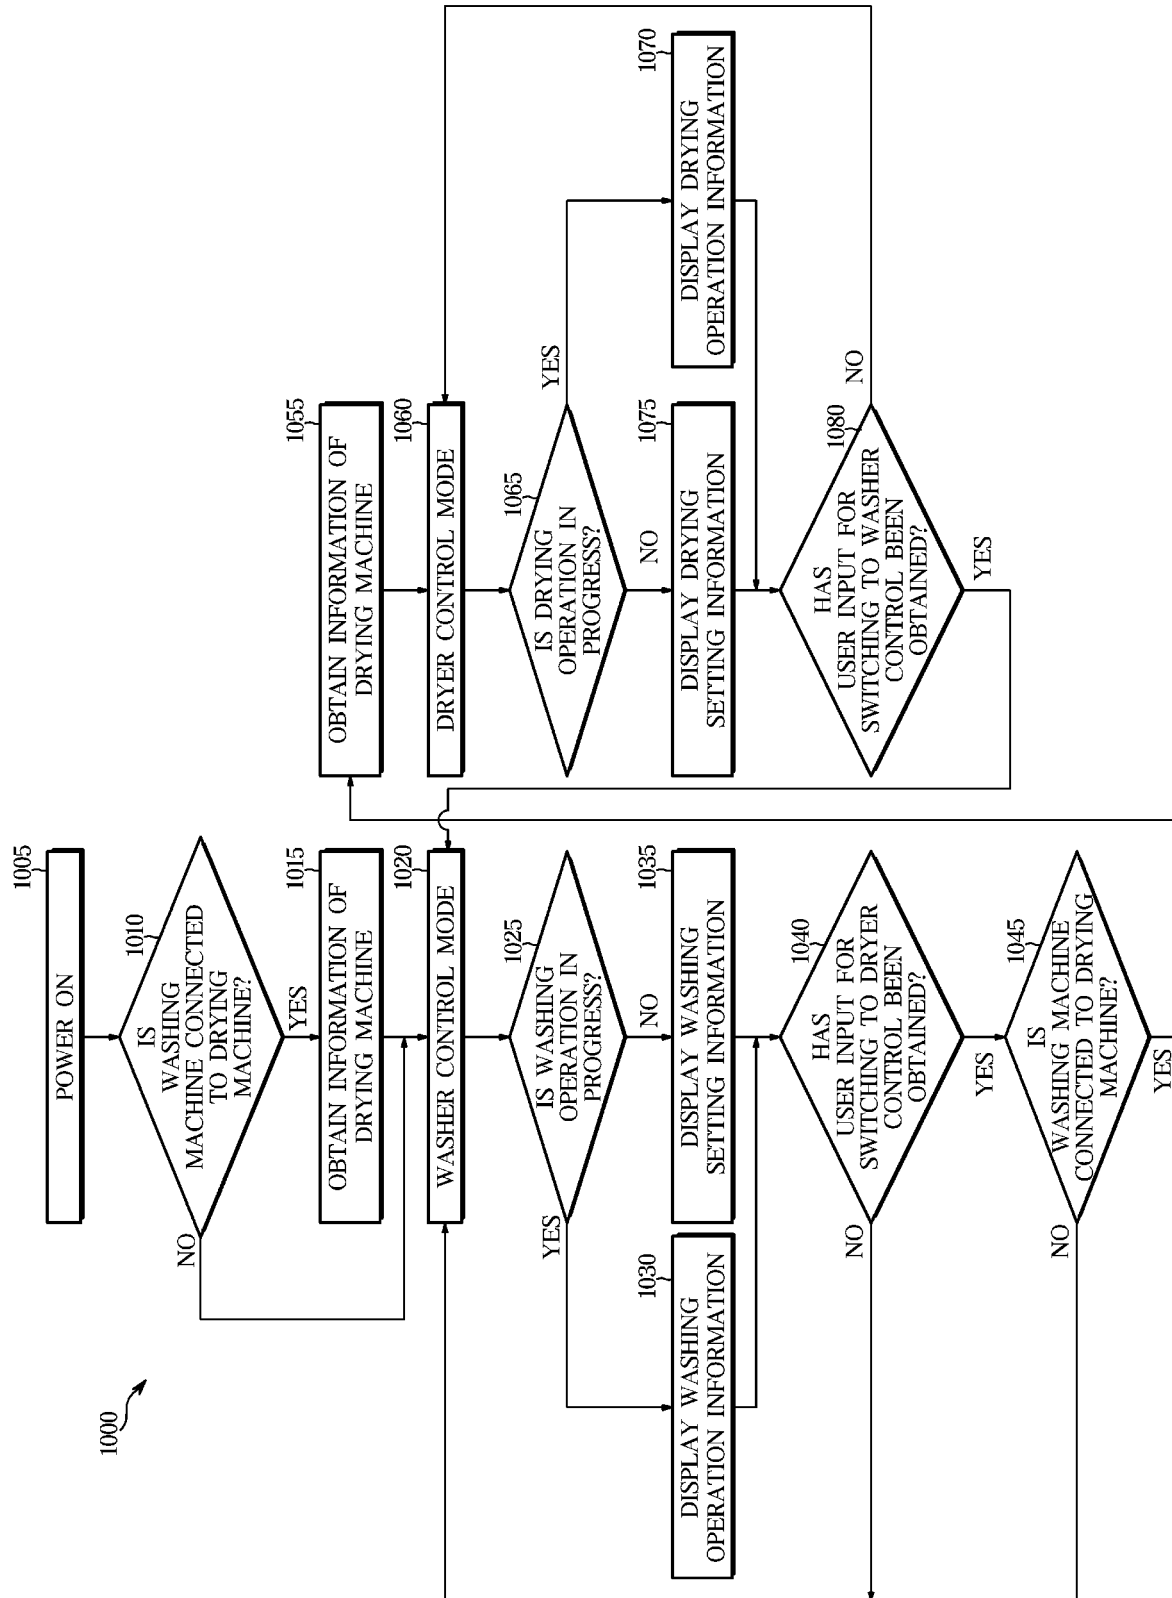 1000
POWER ON
1005
IS
WASHING
MACHINE CONNECTED
TO DRYING
MACHINE?
1010
NO
YES
OBTAIN INFORMATION OF
DRYING MACHINE
1015
WASHER CONTROL MODE
1020
IS WASHING
OPERATION IN
PROGRESS?
1025
YES
NO
DISPLAY WASHING
OPERATION INFORMATION
1030
DISPLAY WASHING
SETTING INFORMATION
1035
HAS
USER INPUT FOR
SWITCHING TO DRYER
CONTROL BEEN
OBTAINED?
1040
NO
YES
IS
WASHING MACHINE
CONNECTED TO DRYING
MACHINE?
1045
NO
YES
OBTAIN INFORMATION OF
DRYING MACHINE
1055
DRYER CONTROL MODE
1060
IS DRYING
OPERATION IN
PROGRESS?
1065
YES
NO
DISPLAY DRYING
OPERATION INFORMATION
1070
DISPLAY DRYING
SETTING INFORMATION
1075
HAS
USER INPUT FOR
SWITCHING TO WASHER
CONTROL BEEN
OBTAINED?
1080
NO
YES